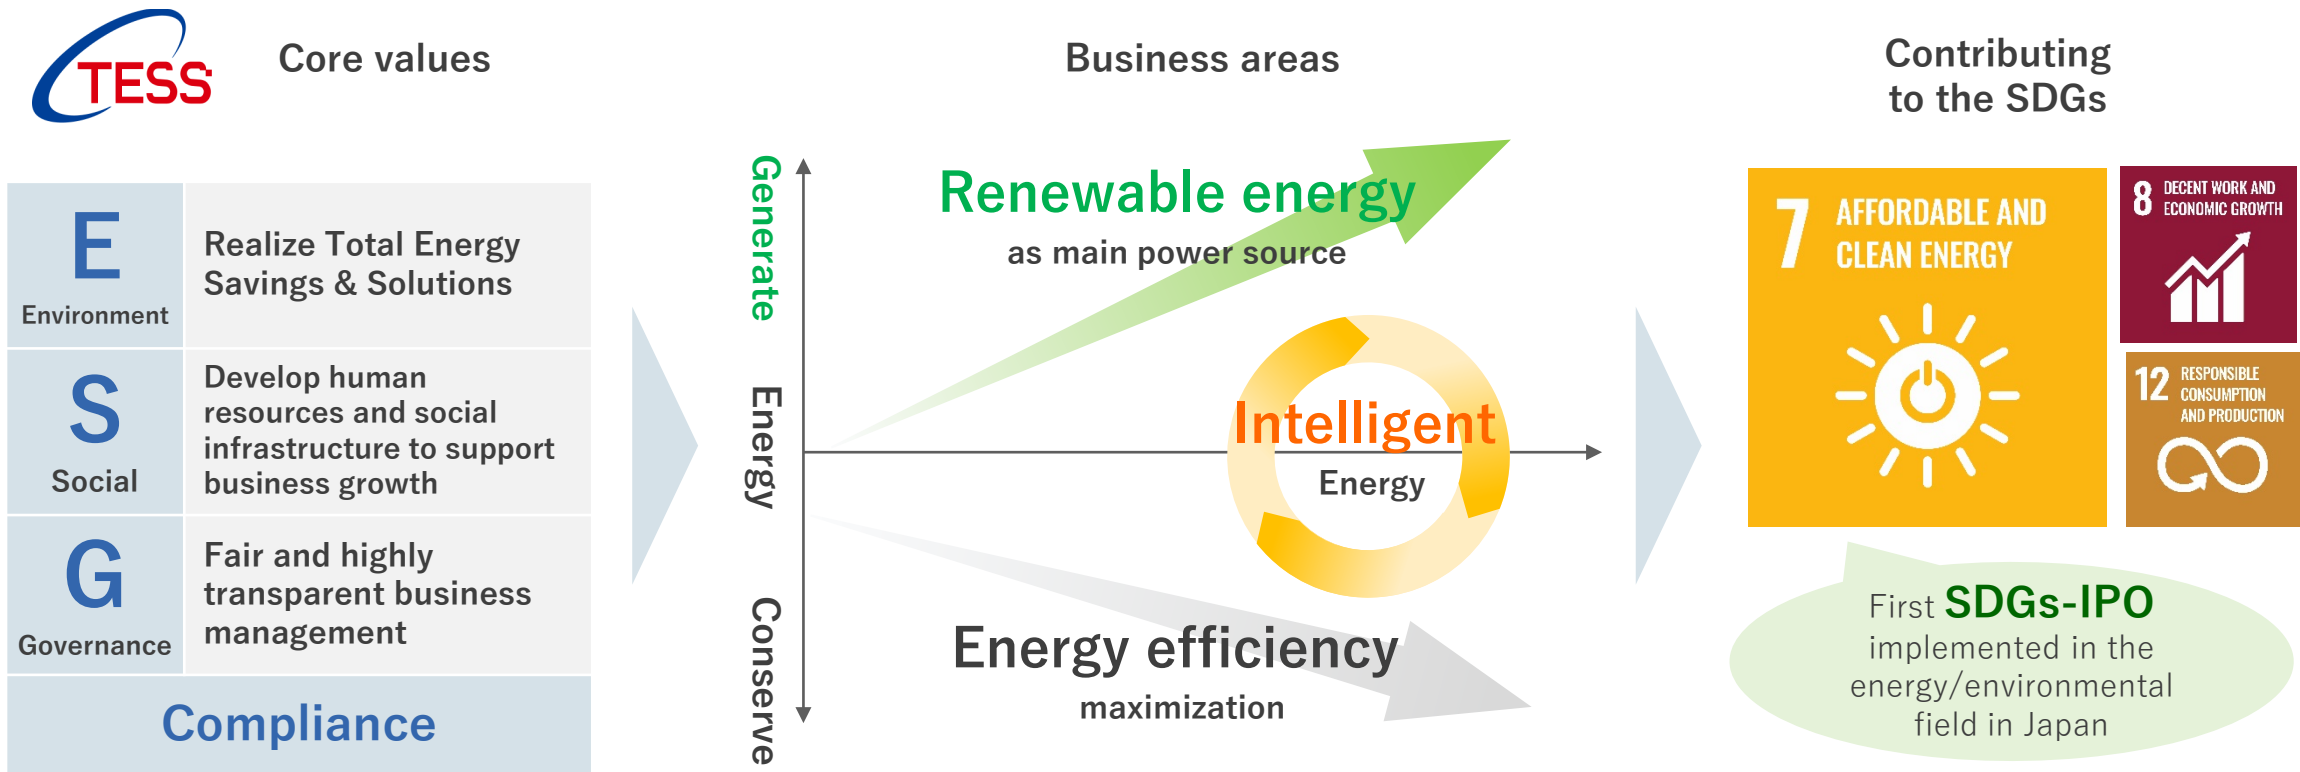 TESS
Core values
E
Environment
Realize Total Energy
Savings & Solutions
S
Social
Develop human
resources and social
infrastructure to support
business growth
G
Governance
Fair and highly
transparent business
management
Compliance
Business areas
Generate
Energy
Conserve
Renewable energy
as main power source
Intelligent
Energy
Energy efficiency
maximization
Contributing
to the SDGs
7 AFFORDABLE AND
CLEAN ENERGY
8 DECENT WORK AND
ECONOMIC GROWTH
12 RESPONSIBLE
CONSUMPTION
AND PRODUCTION
First SDGs-IPO
implemented in the
energy/environmental
field in Japan